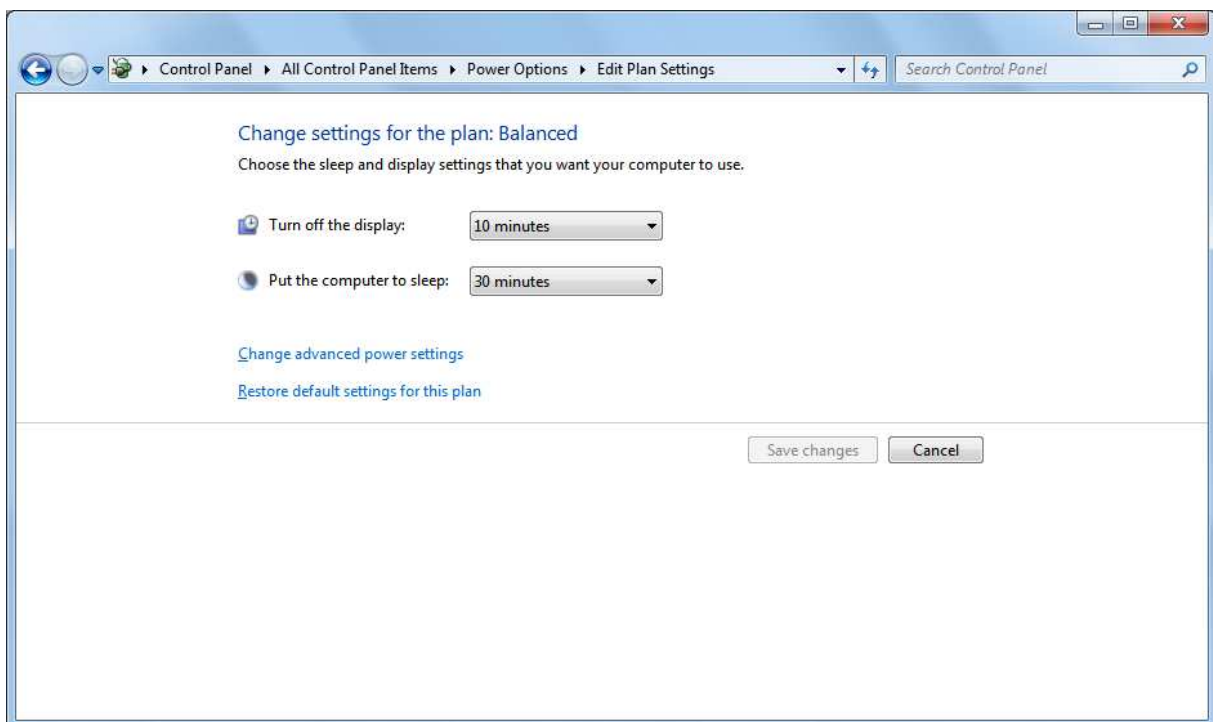 Control Panel ▸ All Control Panel Items ▸ Power Options ▸ Edit Plan Settings
Search Control Panel
Change settings for the plan: Balanced
Choose the sleep and display settings that you want your computer to use.
Turn off the display: 10 minutes
Put the computer to sleep: 30 minutes
Change advanced power settings
Restore default settings for this plan
Save changes Cancel